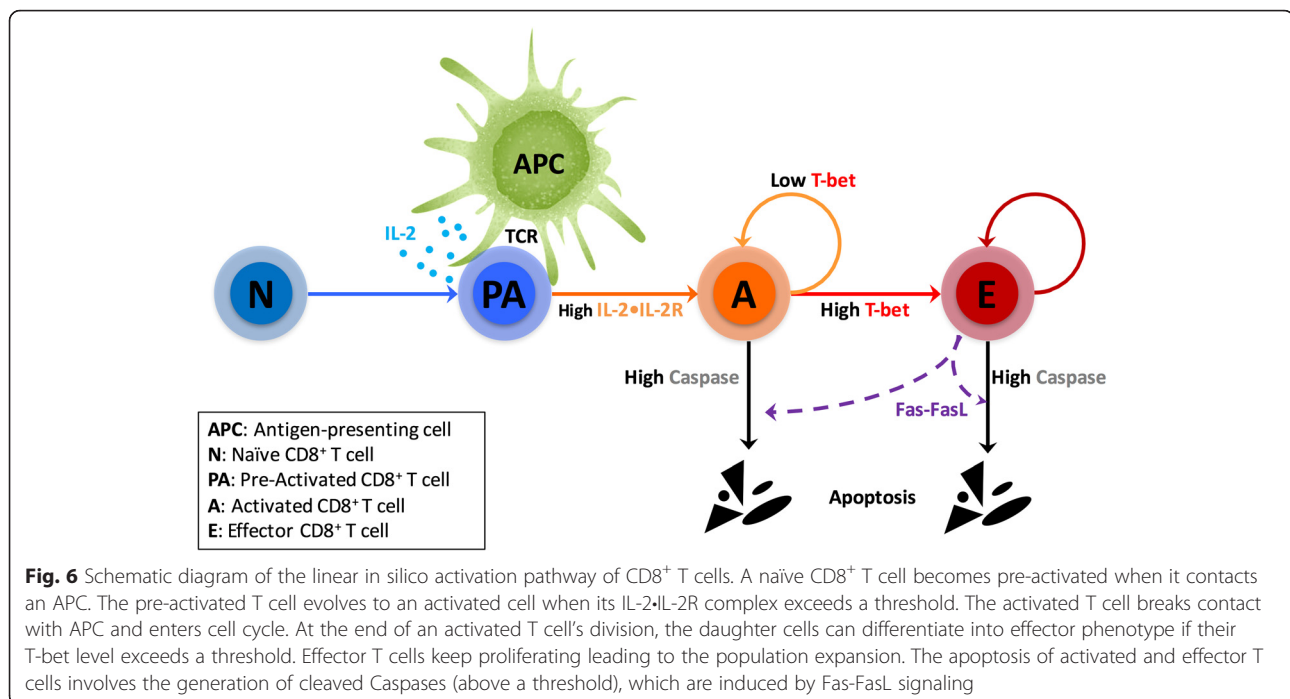 APC
IL-2
TCR
Low T-bet
N
PA
A
E
High IL-2•IL-2R
High T-bet
High Caspase
High Caspase
Fas-FasL
Apoptosis
APC: Antigen-presenting cell
N: Naïve CD8⁺ T cell
PA: Pre-Activated CD8⁺ T cell
A: Activated CD8⁺ T cell
E: Effector CD8⁺ T cell
Fig. 6 Schematic diagram of the linear in silico activation pathway of CD8⁺ T cells. A naïve CD8⁺ T cell becomes pre-activated when it contacts
an APC. The pre-activated T cell evolves to an activated cell when its IL-2•IL-2R complex exceeds a threshold. The activated T cell breaks contact
with APC and enters cell cycle. At the end of an activated T cell's division, the daughter cells can differentiate into effector phenotype if their
T-bet level exceeds a threshold. Effector T cells keep proliferating leading to the population expansion. The apoptosis of activated and effector T
cells involves the generation of cleaved Caspases (above a threshold), which are induced by Fas-FasL signaling